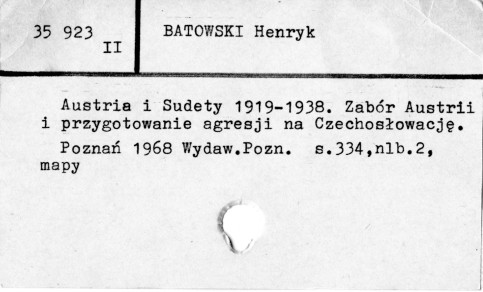 35 923
II
BATOWSKI Henryk
Austria i Sudety 1919-1938. Zabór Austrii
i przygotowanie agresji na Czechosłowację.
Poznań 1968 Wydaw.Pozn. s.334,nlb.2,
mapy